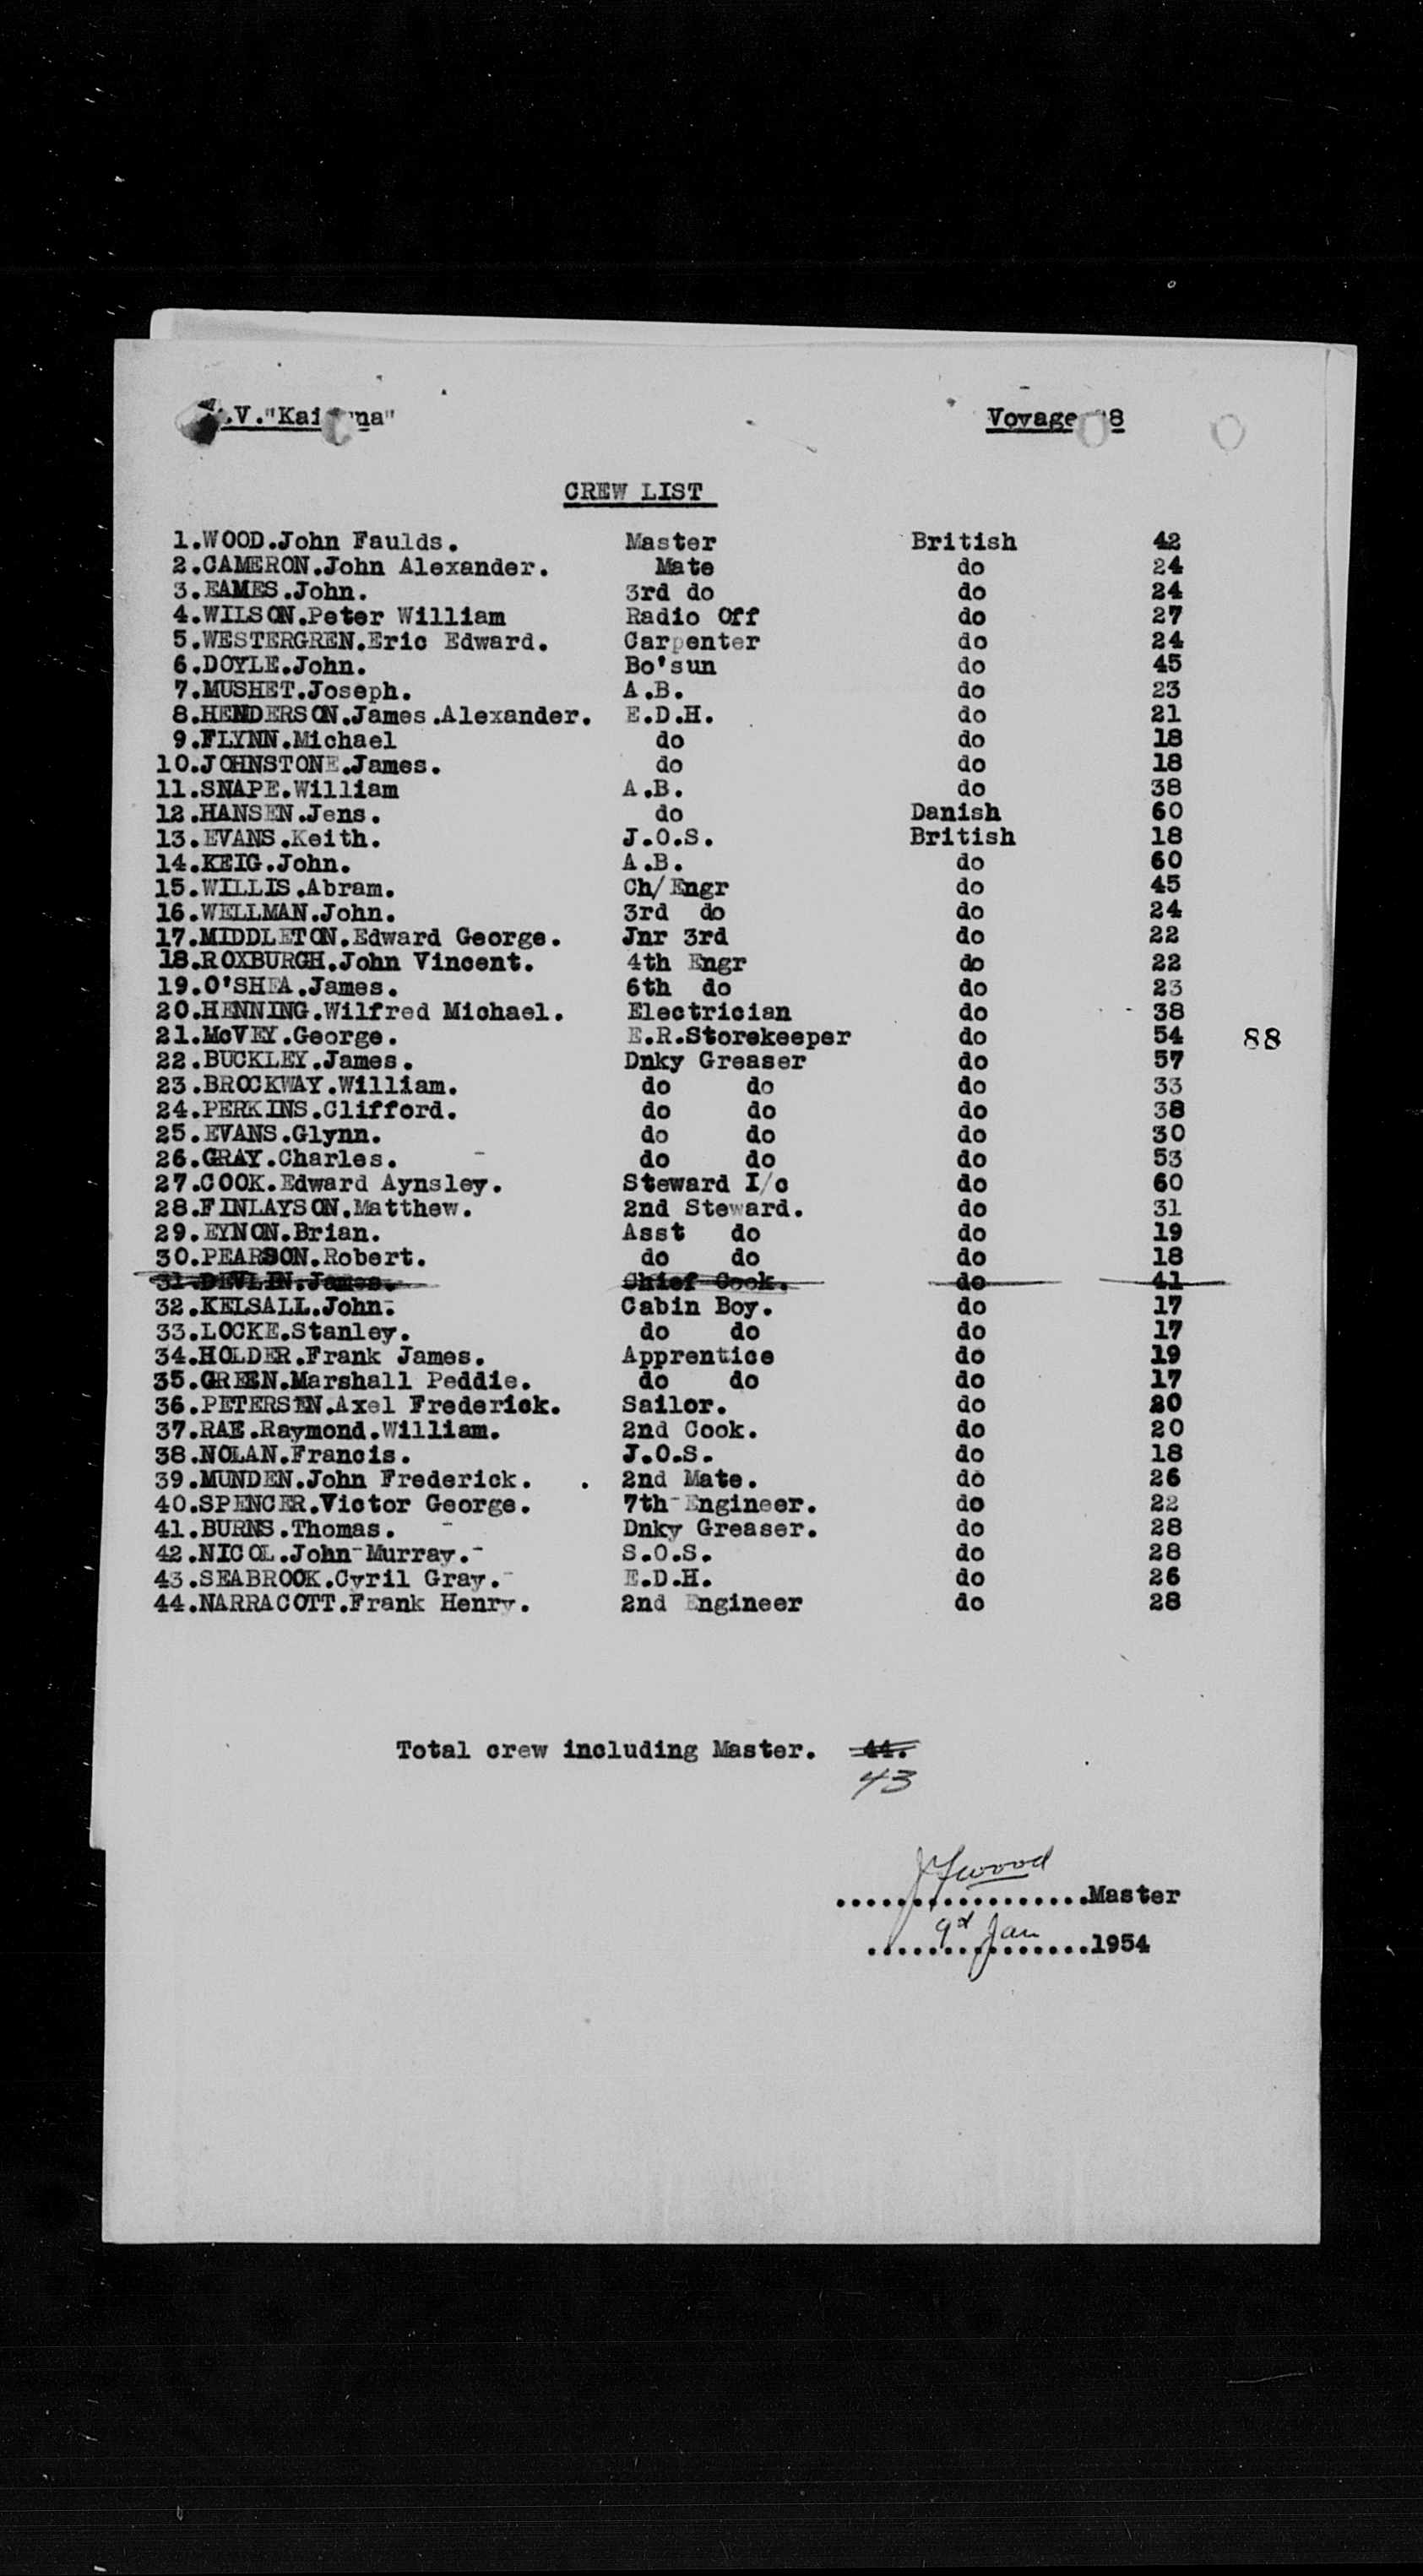 .V."Kai na" Voyage 8
CREW LIST
1.WOOD.John Faulds. Master British 42
2.CAMERON.John Alexander. Mate do 24
3.EAMES.John. 3rd do do 24
4.WILSON.Peter William Radio Off do 27
5.WESTERGREN.Eric Edward. Carpenter do 24
6.DOYLE.John. Bo'sun do 45
7.MUSHET.Joseph. A.B. do 23
8.HENDERSON.James.Alexander. E.D.H. do 21
9.FLYNN.Michael do do 18
10.JOHNSTONE.James. do do 18
11.SNAPE.William A.B. do 38
12.HANSEN.Jens. do Danish 60
13.EVANS.Keith. J.O.S. British 18
14.KEIG.John. A.B. do 60
15.WILLIS.Abram. Ch/Engr do 45
16.WELLMAN.John. 3rd do do 24
17.MIDDLETON.Edward George. Jnr 3rd do 22
18.ROXBURGH.John Vincent. 4th Engr do 22
19.O'SHEA.James. 6th do do 23
20.HENNING.Wilfred Michael. Electrician do 38
21.McVEY.George. E.R.Storekeeper do 54 88
22.BUCKLEY.James. Dnky Greaser do 57
23.BROCKWAY.William. do do do 33
24.PERKINS.Clifford. do do do 38
25.EVANS.Glynn. do do do 30
26.GRAY.Charles. do do do 53
27.COOK.Edward Aynsley. Steward I/c do 60
28.FINLAYSON.Matthew. 2nd Steward. do 31
29.EYNON.Brian. Asst do do 19
30.PEARSON.Robert. do do do 18
31.DEVLIN.James. Chief Cook. do 41
32.KELSALL.John. Cabin Boy. do 17
33.LOCKE.Stanley. do do do 17
34.HOLDER.Frank James. Apprentice do 19
35.GREEN.Marshall Peddie. do do do 17
36.PETERSEN.Axel Frederick. Sailor. do 20
37.RAE.Raymond.William. 2nd Cook. do 20
38.NOLAN.Francis. J.O.S. do 18
39.MUNDEN.John Frederick. . 2nd Mate. do 26
40.SPENCER.Victor George. 7th Engineer. do 22
41.BURNS.Thomas. Dnky Greaser. do 28
42.NICOL.John Murray. S.O.S. do 28
43.SEABROOK.Cyril Gray. E.D.H. do 26
44.NARRACOTT.Frank Henry. 2nd Engineer do 28
Total crew including Master. 44.
43
JFWood
.................Master
9th Jan
...............1954